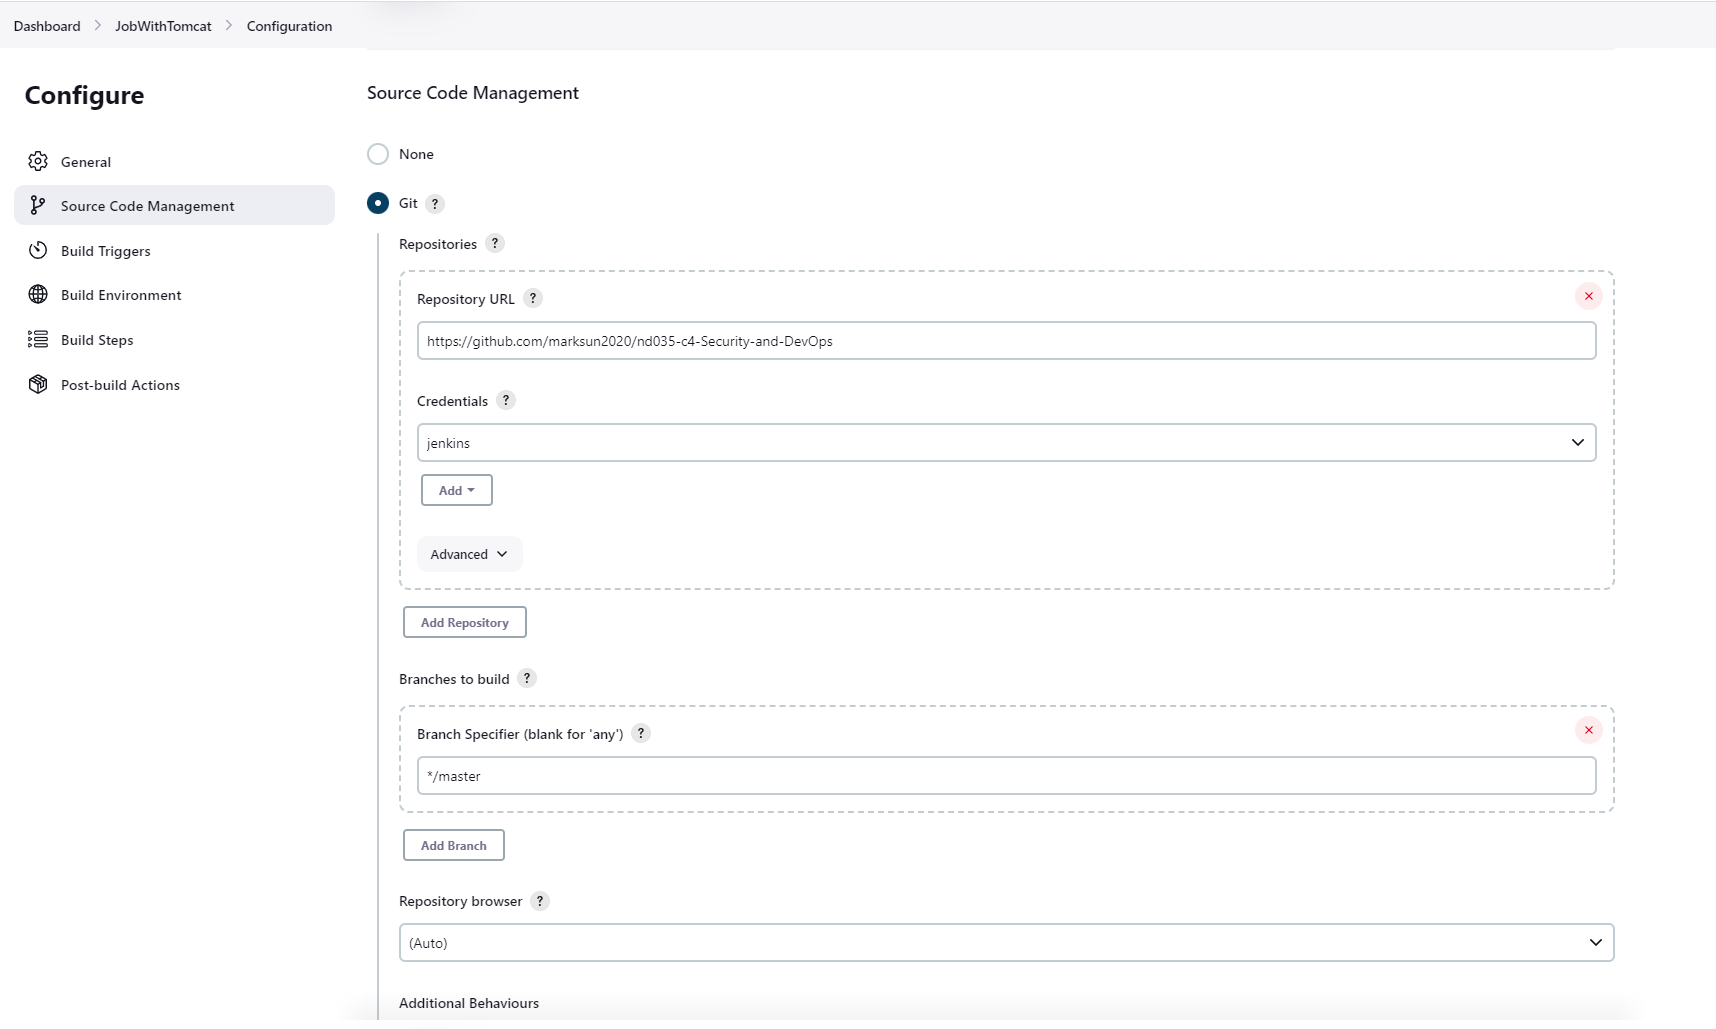 Dashboard > JobWithTomcat > Configuration
Configure
General
Source Code Management
Build Triggers
Build Environment
Build Steps
Post-build Actions
Source Code Management
None
Git ?
Repositories ?
Repository URL ?
https://github.com/marksun2020/nd035-c4-Security-and-DevOps
Credentials ?
jenkins
Add
Advanced
Add Repository
Branches to build ?
Branch Specifier (blank for 'any') ?
*/master
Add Branch
Repository browser ?
(Auto)
Additional Behaviours